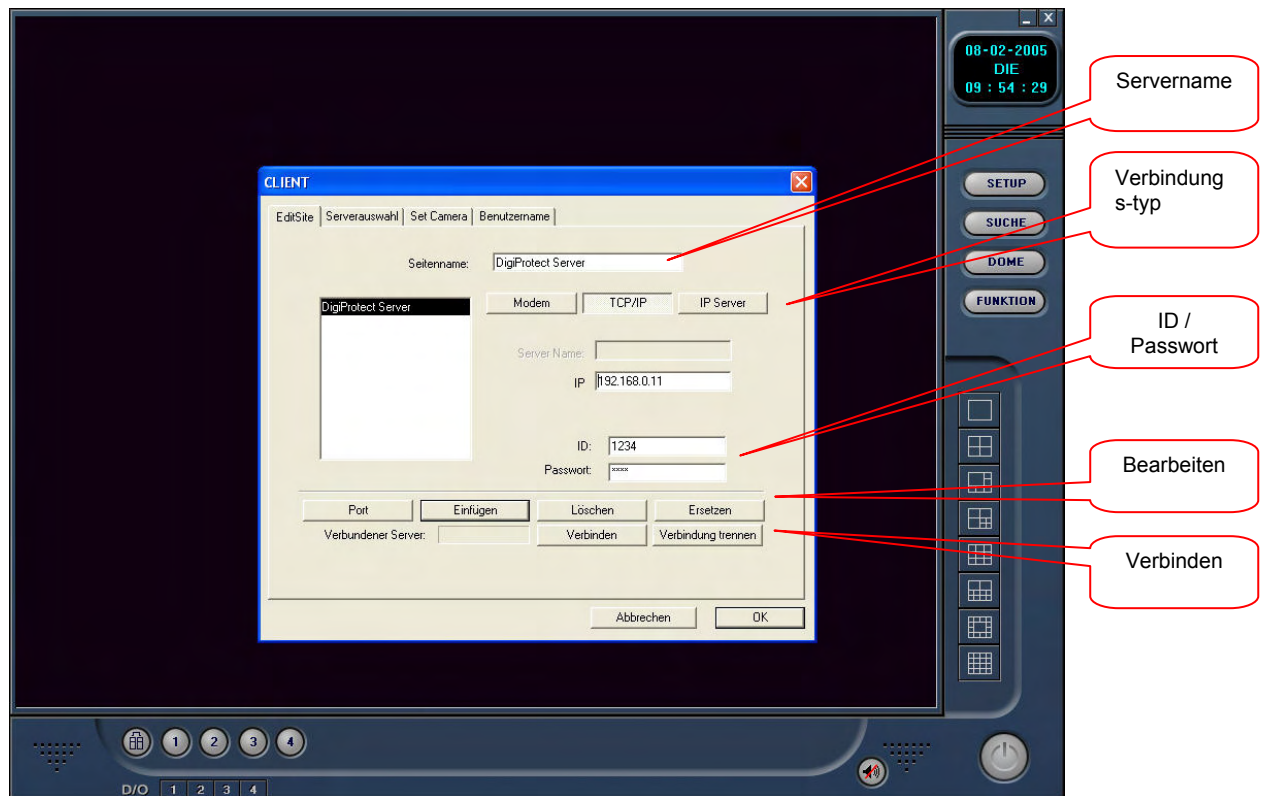 08-02-2005
DIE
09 : 54 : 29
Servername
CLIENT
EditSite
Serverauswahl
Set Camera
Benutzername
SETUP
Verbindung
s-typ
SUCHE
Seitenname:
DigiProtect Server
DOME
DigiProtect Server
Modem
TCP/IP
IP Server
FUNKTION
ID /
Passwort
Server Name:
IP
192.168.0.11
ID:
1234
Passwort:
××××
Bearbeiten
Port
Einfügen
Löschen
Ersetzen
Verbundener Server:
Verbinden
Verbindung trennen
Verbinden
Abbrechen
OK
1 2 3 4
D/O 1 2 3 4